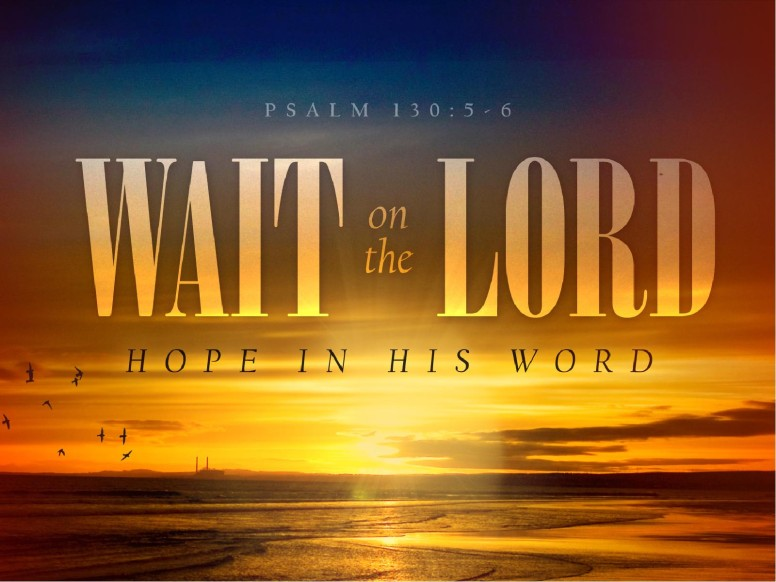 PSALM 130:5-6
WAIT on the LORD
HOPE IN HIS WORD